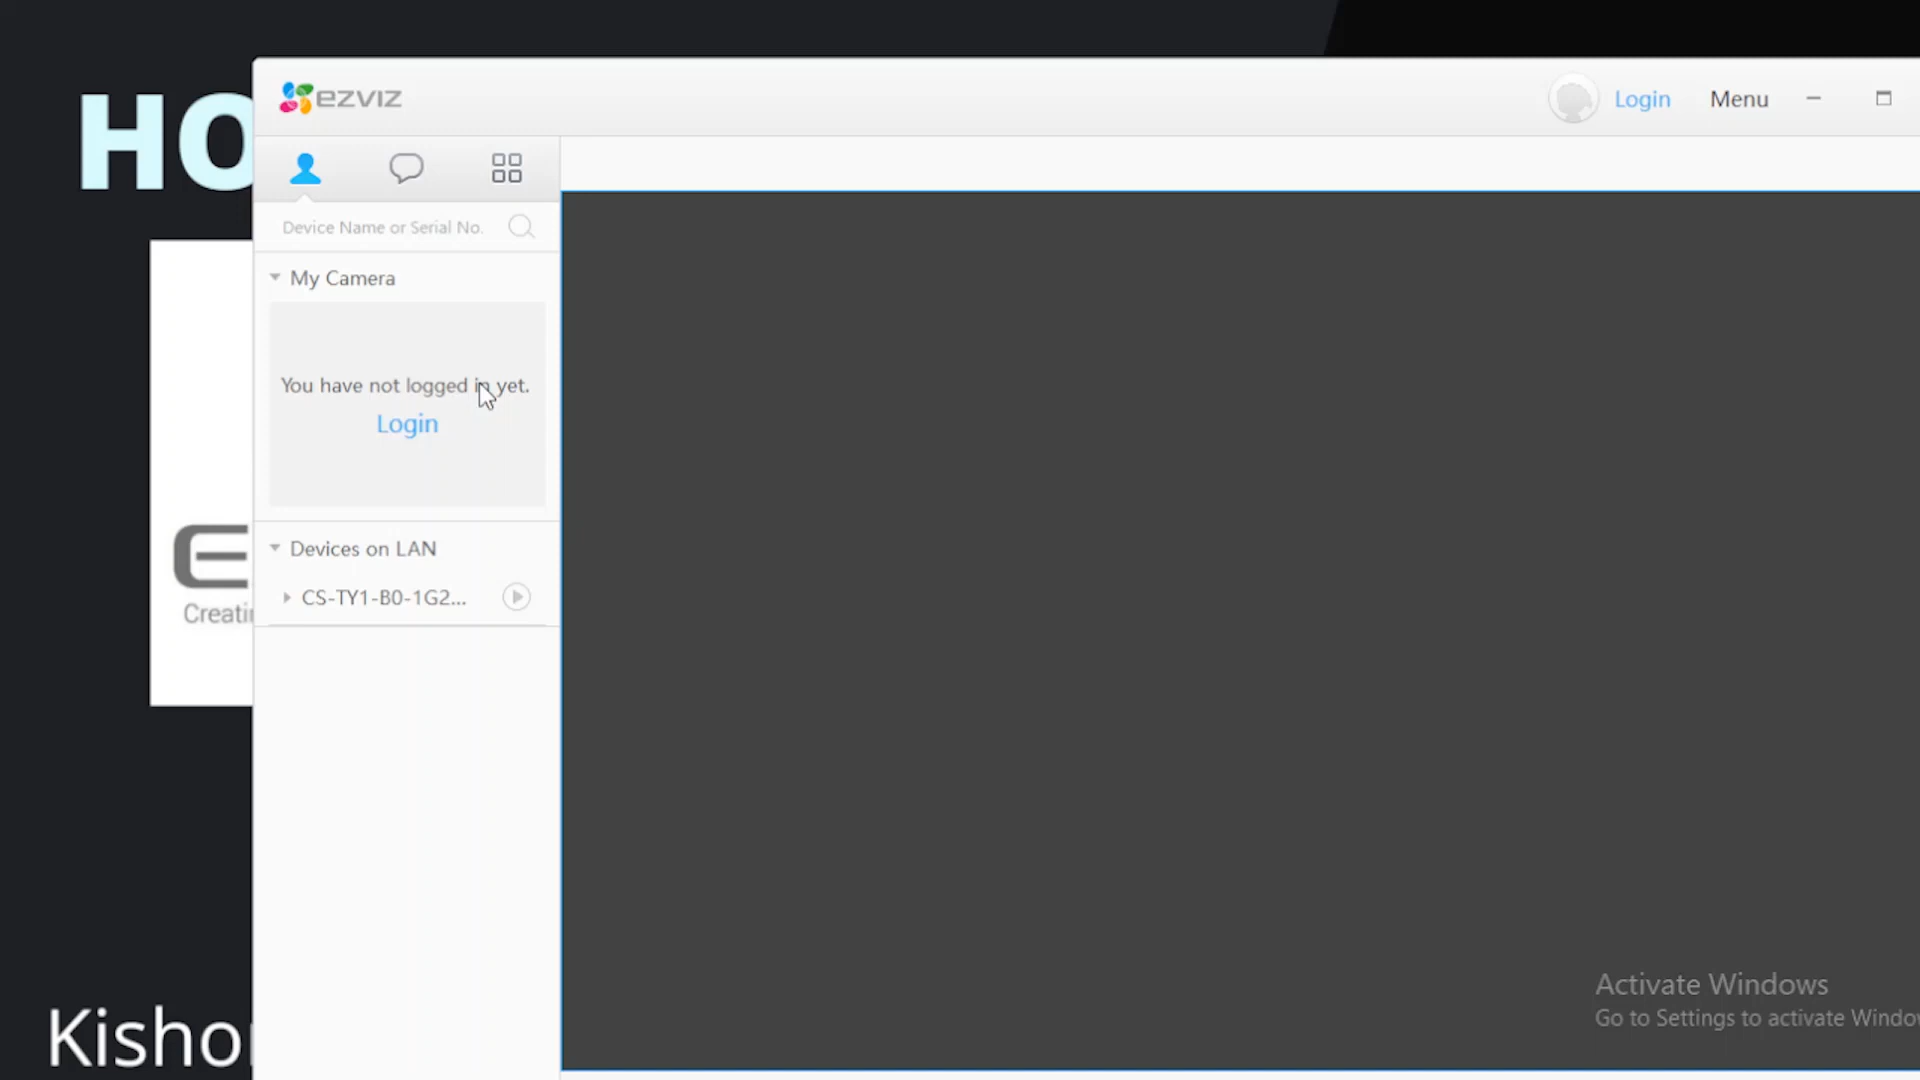 HO
ezviz
Login
Menu
Device Name or Serial No.
My Camera
You have not logged in yet.
Login
Devices on LAN
CS-TY1-B0-1G2...
Creati
Activate Windows
Go to Settings to activate Windo
Kisho